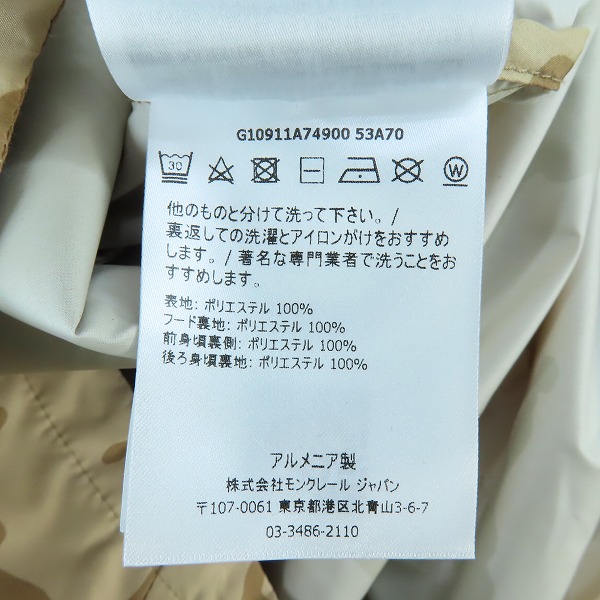 G10911A74900 53A70
30
W
他のものと分けて洗って下さい。/
裏返しての洗濯とアイロンがけをおすすめ
します。/ 著名な専門業者で洗うことをお
すすめします。
表地: ポリエステル 100%
フード裏地: ポリエステル 100%
前身頃裏側: ポリエステル 100%
後ろ身頃裏地: ポリエステル 100%
アルメニア製
株式会社モンクレール ジャパン
〒107-0061 東京都港区北青山3-6-7
03-3486-2110